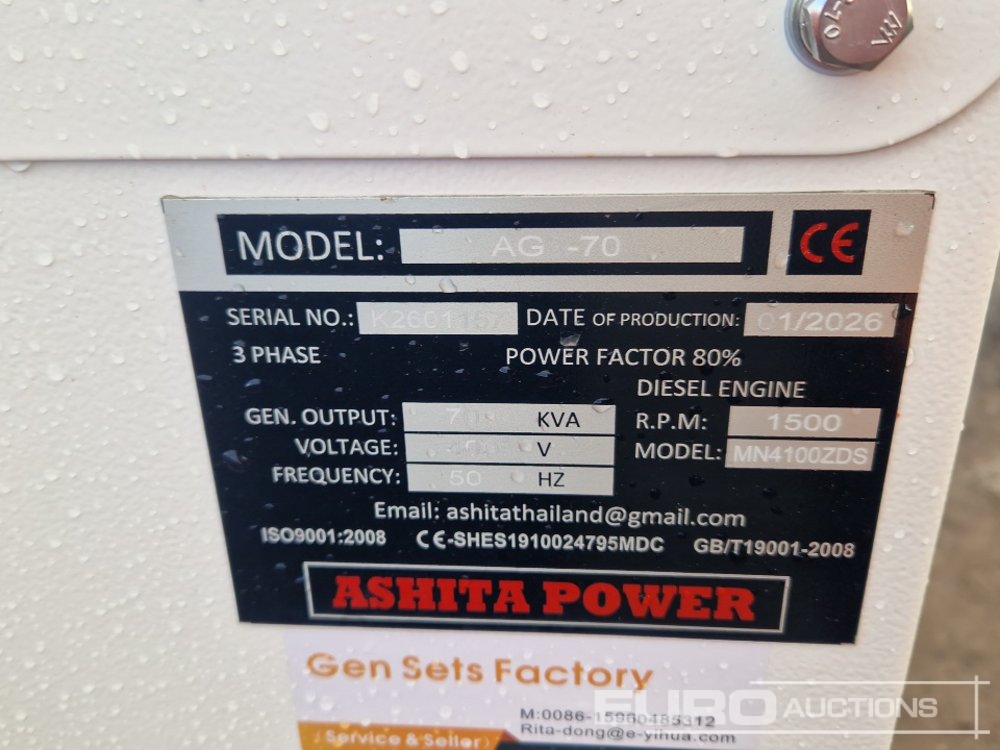 MODEL: AG -70 CE
SERIAL NO.: DATE OF PRODUCTION: 01/2026
3 PHASE POWER FACTOR 80%
DIESEL ENGINE
GEN. OUTPUT: 70 KVA R.P.M: 1500
VOLTAGE: V MODEL: MN4100ZDS
FREQUENCY: 50 HZ
Email: ashitathailand@gmail.com
ISO9001:2008 CE-SHES1910024795MDC GB/T19001-2008
ASHITA POWER
Gen Sets Factory
M:0086-15960485312
Rita-dong@e-yihua.com
Service & Seller
EURO AUCTIONS